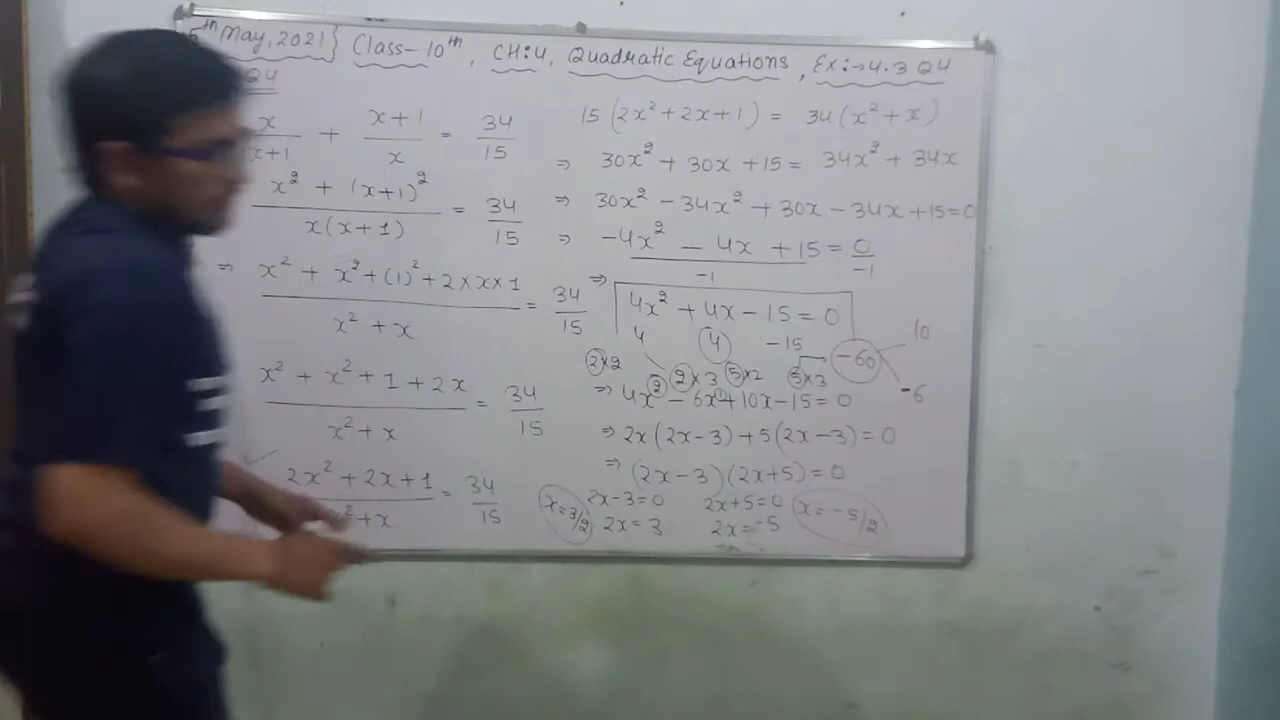 5th May, 2021} Class-10th, CH:4, Quadratic Equations, Ex:→4.3 Q4
Q4
x/x+1 + x+1/x = 34/15
x² + (x+1)²/x(x+1) = 34/15
⇒ x² + x² + (1)² + 2×x×1/x² + x = 34/15
x² + x² + 1 + 2x/x² + x = 34/15
✓ 2x² + 2x + 1/x² + x = 34/15
15(2x² + 2x + 1) = 34(x² + x)
⇒ 30x² + 30x + 15 = 34x² + 34x
⇒ 30x² - 34x² + 30x - 34x + 15 = 0
⇒ -4x² - 4x + 15/-1 = 0/-1
⇒ 4x² + 4x - 15 = 0
4 4 -15 -60 10 -6
2×2 2×3 5×2 5×3
⇒ 4x² - 6x + 10x - 15 = 0
⇒ 2x(2x-3) + 5(2x-3) = 0
⇒ (2x-3)(2x+5) = 0
2x-3=0 2x+5=0
x=3/2 2x=3 2x=-5 x=-5/2